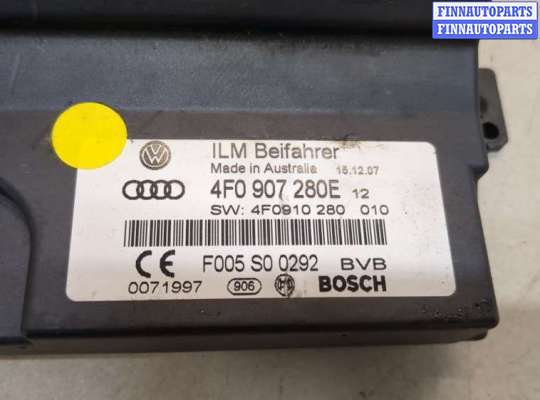 FINNAUTOPARTS
FINNAUTOPARTS
ILM Beifahrer
Made in Australia 15.12.07
4F0 907 280E 12
SW: 4F0910 280 010
F005 S0 0292 BVB
0071997 906 BOSCH